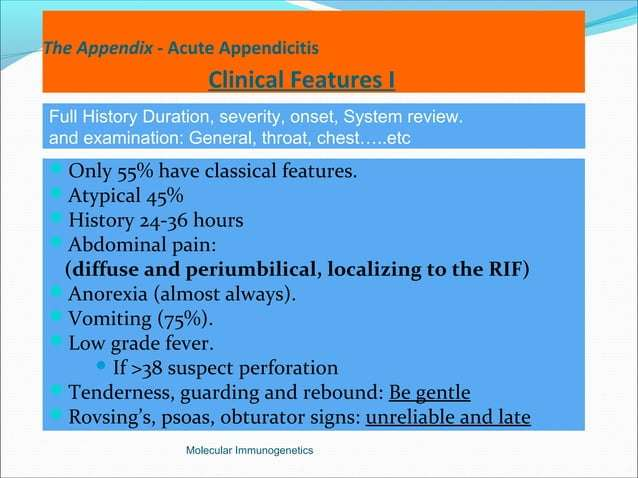 The Appendix - Acute Appendicitis
Clinical Features I
Full History Duration, severity, onset, System review.
and examination: General, throat, chest…..etc
Only 55% have classical features.
Atypical 45%
History 24-36 hours
Abdominal pain:
(diffuse and periumbilical, localizing to the RIF)
Anorexia (almost always).
Vomiting (75%).
Low grade fever.
If >38 suspect perforation
Tenderness, guarding and rebound: Be gentle
Rovsing’s, psoas, obturator signs: unreliable and late
Molecular Immunogenetics